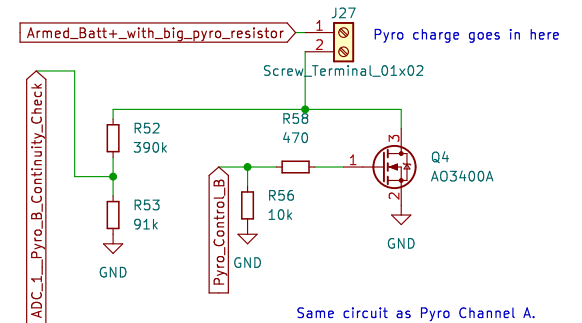 J27
Armed_Batt+_with_big_pyro_resistor
1
2
Pyro charge goes in here
Screw_Terminal_01x02
ADC_1__Pyro_B_Continuity_Check
R52
390k
R58
470
3
1
Q4
AO3400A
2
R53
91k
Pyro_Control_B
R56
10k
GND
GND
GND
Same circuit as Pyro Channel A.